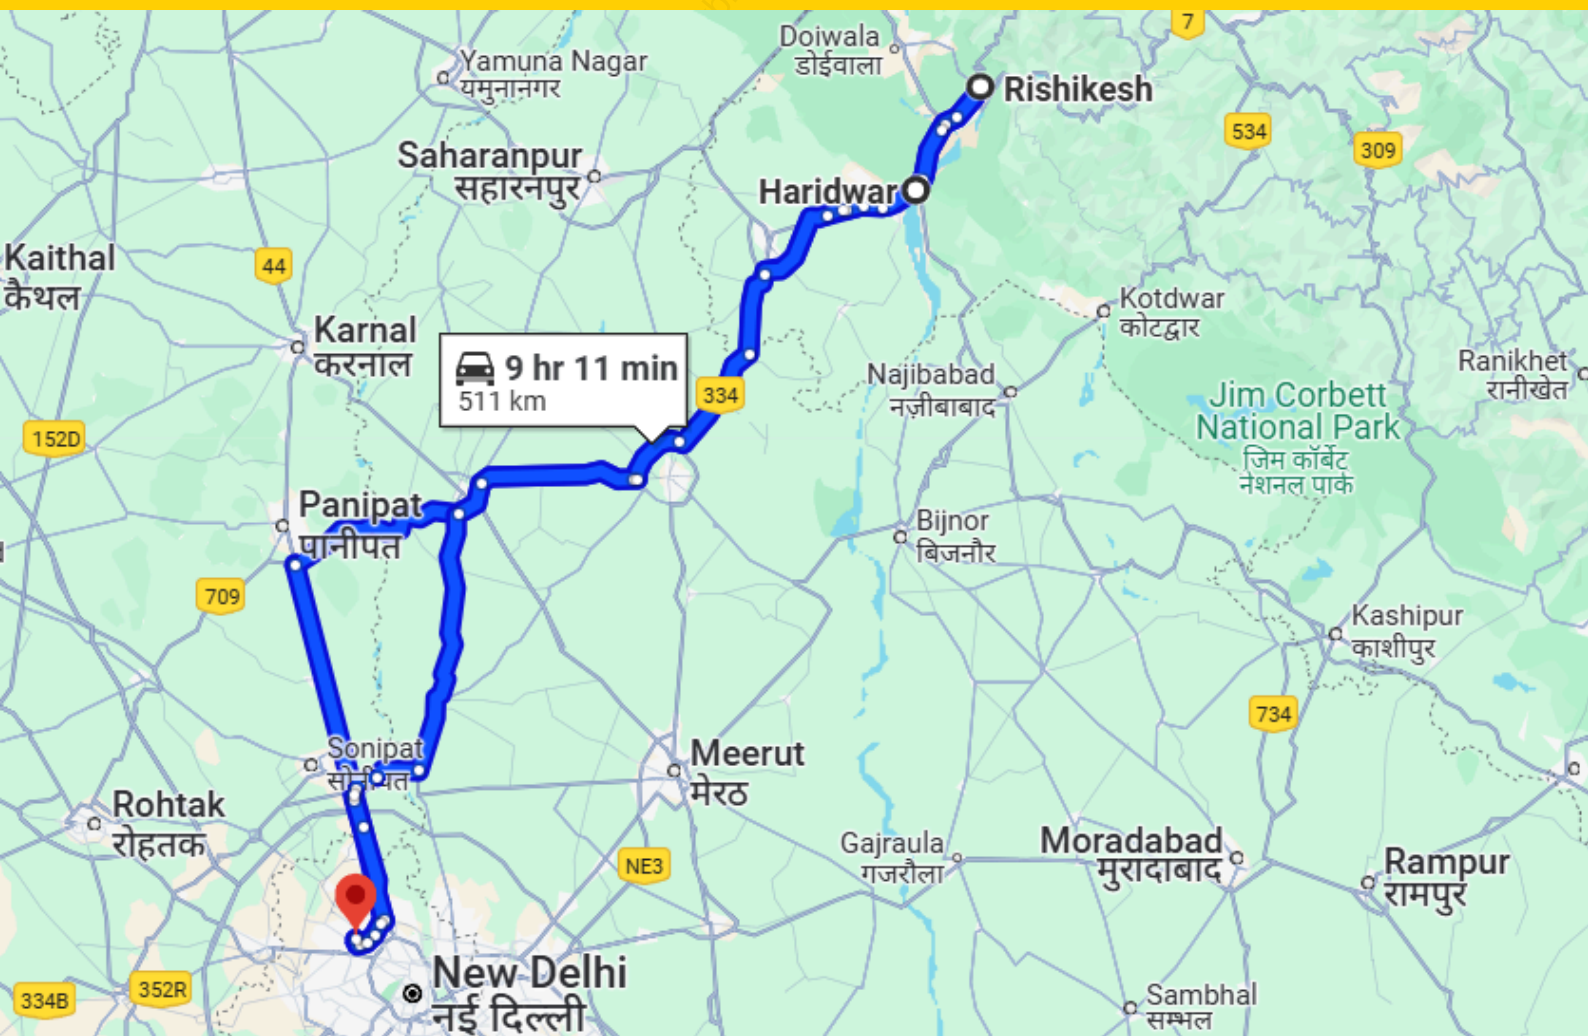 7
Doiwala
डोईवाला
Yamuna Nagar
यमुनानगर
Rishikesh
534
309
Saharanpur
सहारनपुर
Haridwar
Kaithal
कैथल
44
Kotdwar
कोटद्वार
Karnal
करनाल
9 hr 11 min
511 km
334
Najibabad
नज़ीबाबाद
Ranikhet
रानीखेत
Jim Corbett
National Park
जिम कॉर्बेट
नेशनल पार्क
152D
Panipat
पानीपत
Bijnor
बिजनौर
709
Kashipur
काशीपुर
734
Sonipat
सोनीपत
Meerut
मेरठ
Rohtak
रोहतक
Gajraula
गजरौला
Moradabad
मुरादाबाद
NE3
Rampur
रामपुर
New Delhi
नई दिल्ली
352R
334B
Sambhal
सम्भल